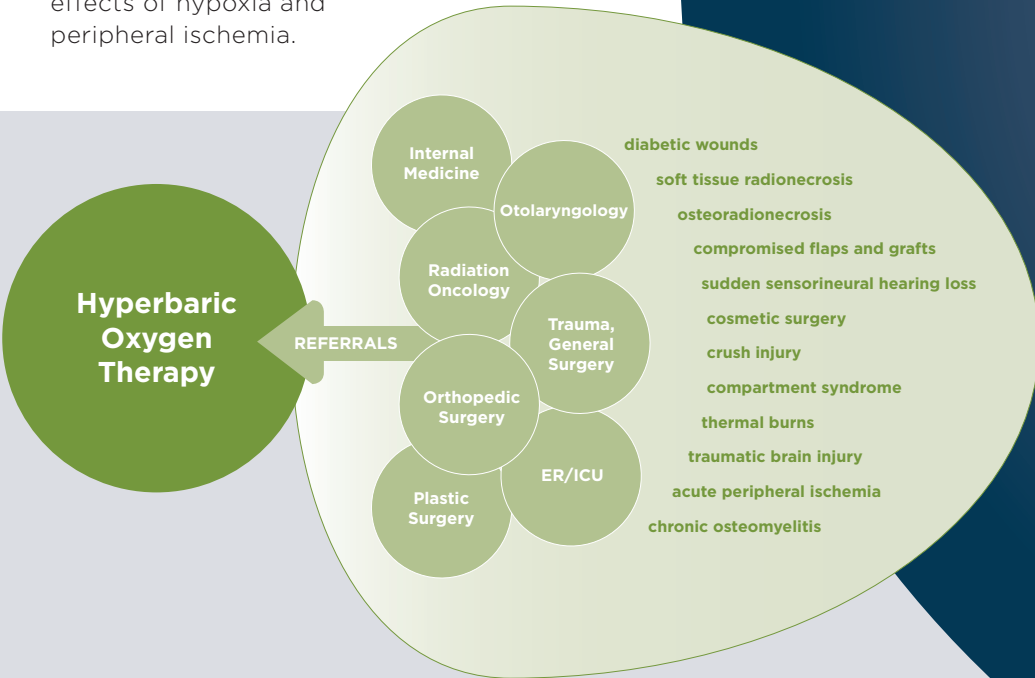 effects of hypoxia and
peripheral ischemia.
Hyperbaric
Oxygen
Therapy
REFERRALS
Internal
Medicine
Otolaryngology
Radiation
Oncology
Trauma,
General
Surgery
Orthopedic
Surgery
ER/ICU
Plastic
Surgery
diabetic wounds
soft tissue radionecrosis
osteoradionecrosis
compromised flaps and grafts
sudden sensorineural hearing loss
cosmetic surgery
crush injury
compartment syndrome
thermal burns
traumatic brain injury
acute peripheral ischemia
chronic osteomyelitis